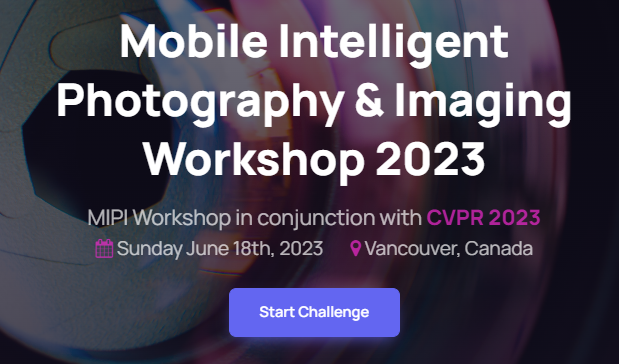 Mobile Intelligent
Photography & Imaging
Workshop 2023
MIPI Workshop in conjunction with CVPR 2023
Sunday June 18th, 2023 Vancouver, Canada
Start Challenge